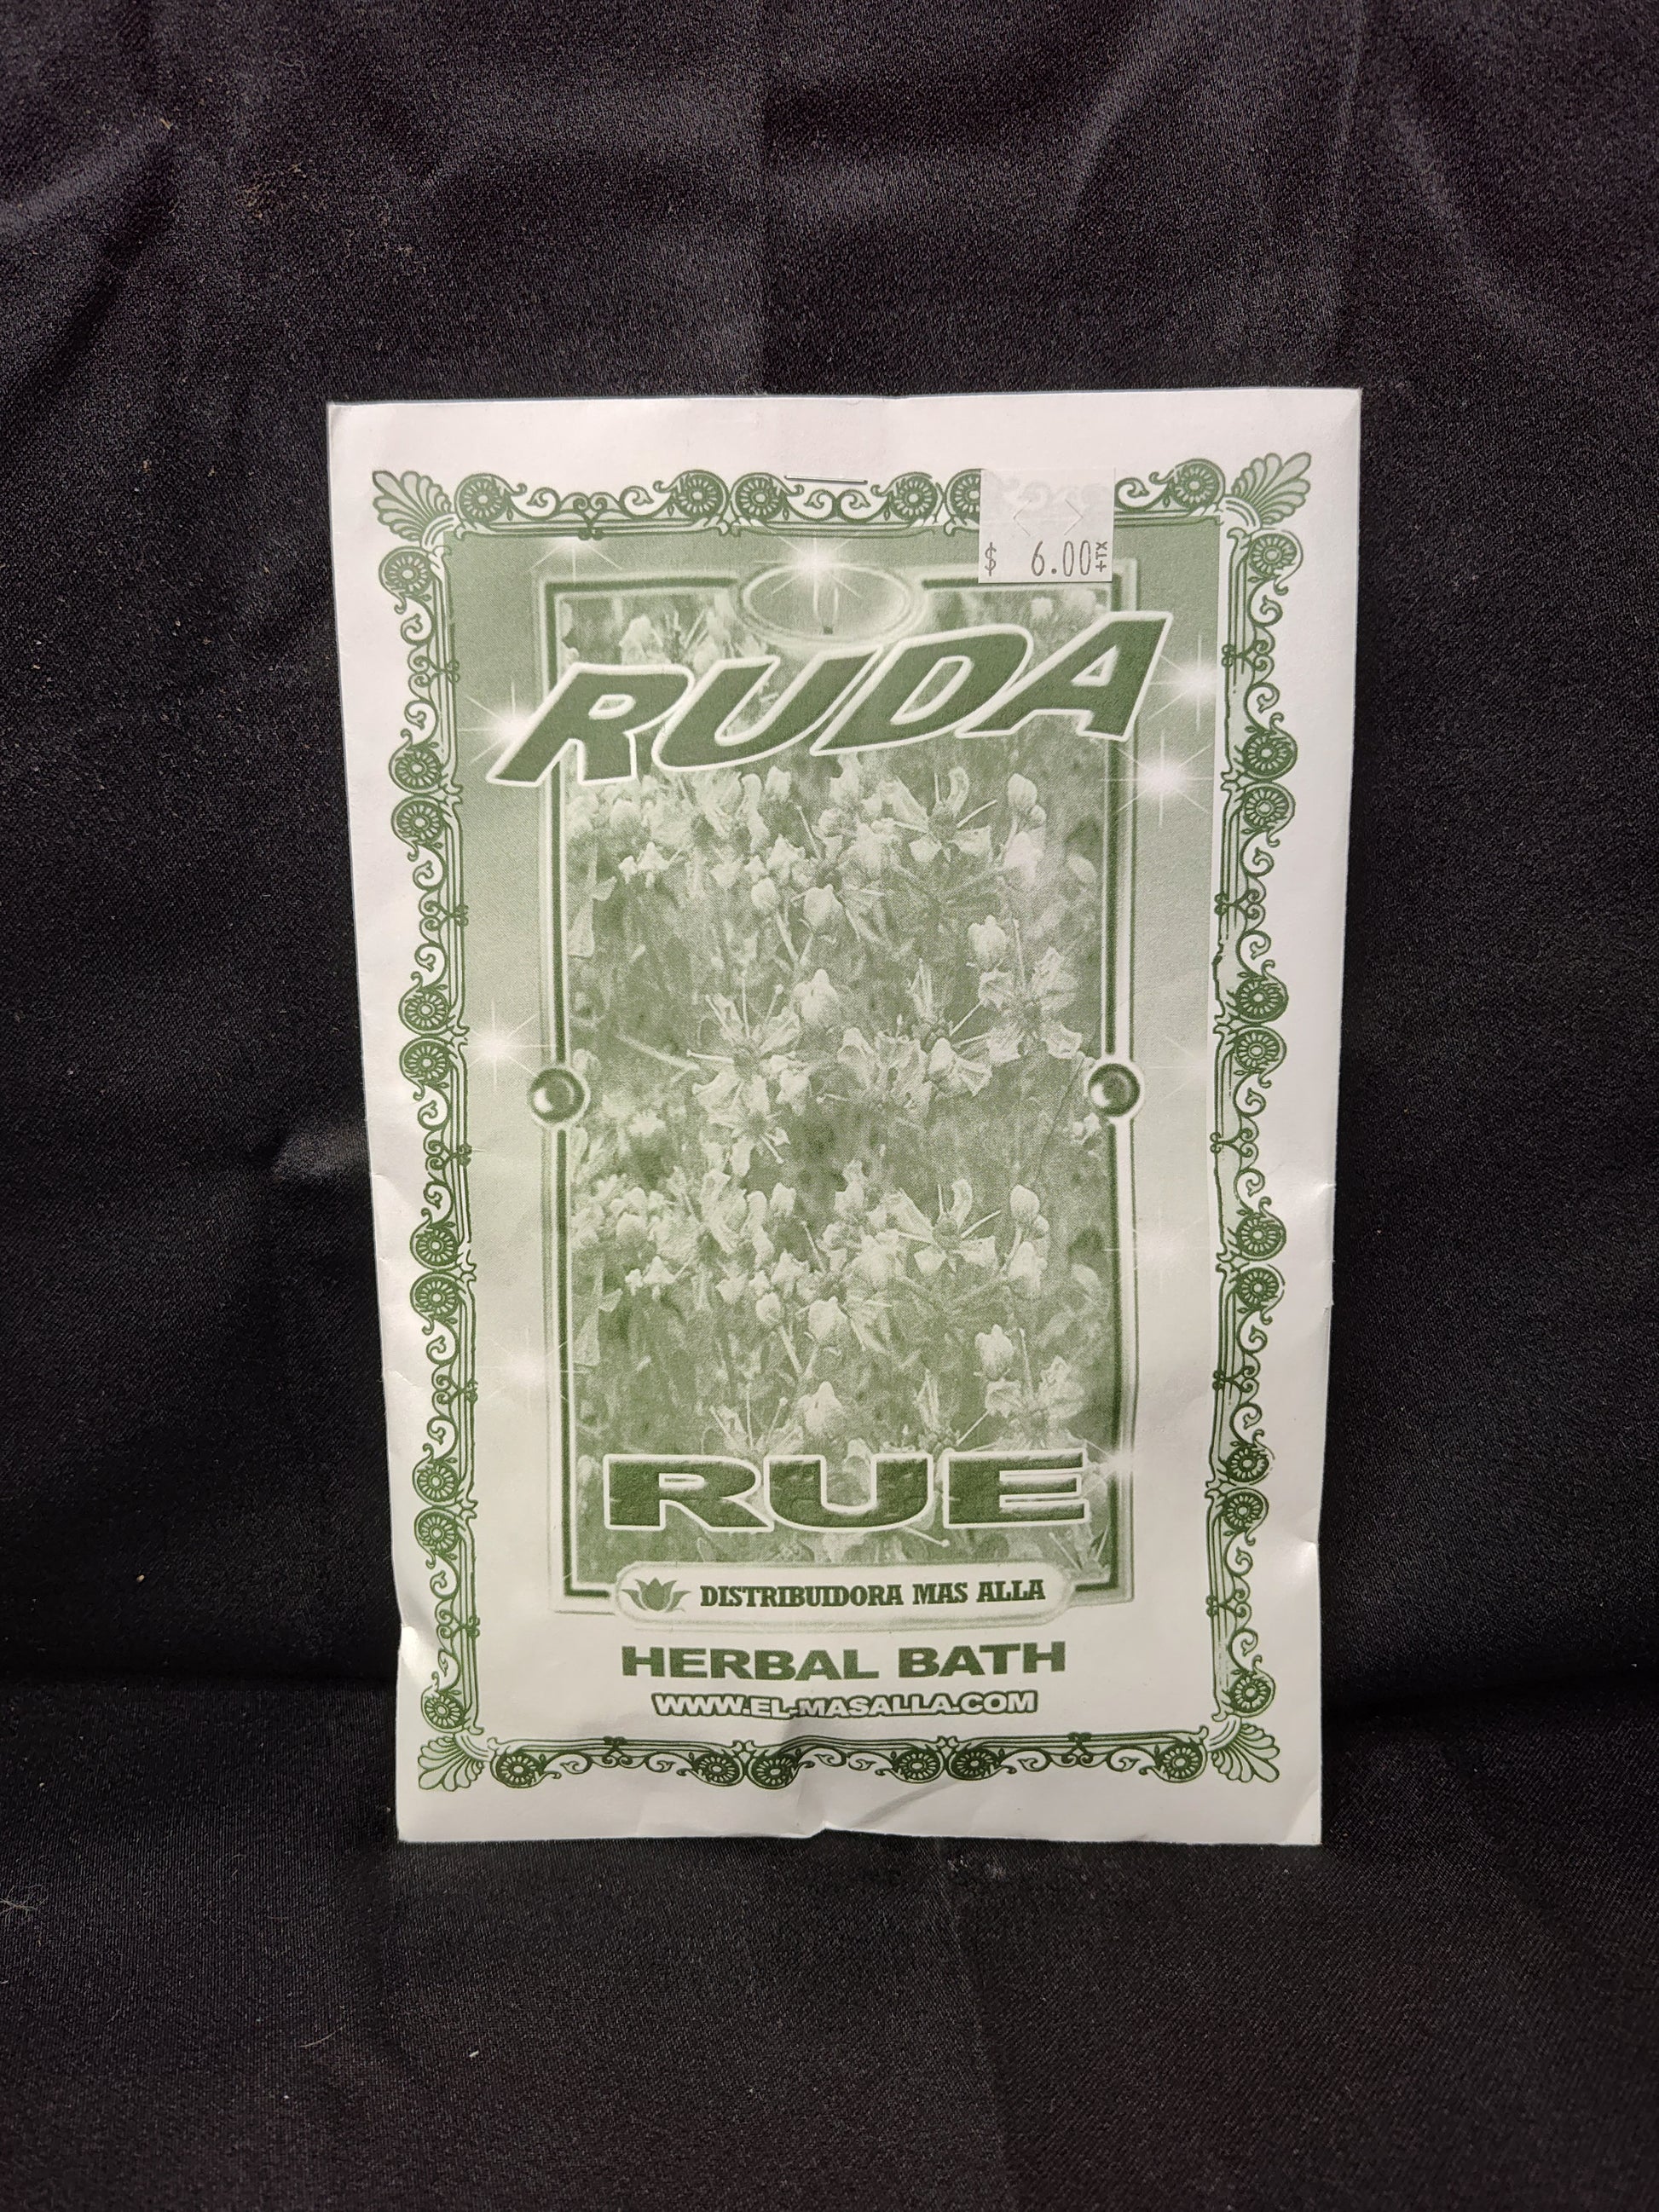 $ 6.00 +TX
RUDA
RUE
DISTRIBUIDORA MAS ALLA
HERBAL BATH
WWW.EL-MASALLA.COM